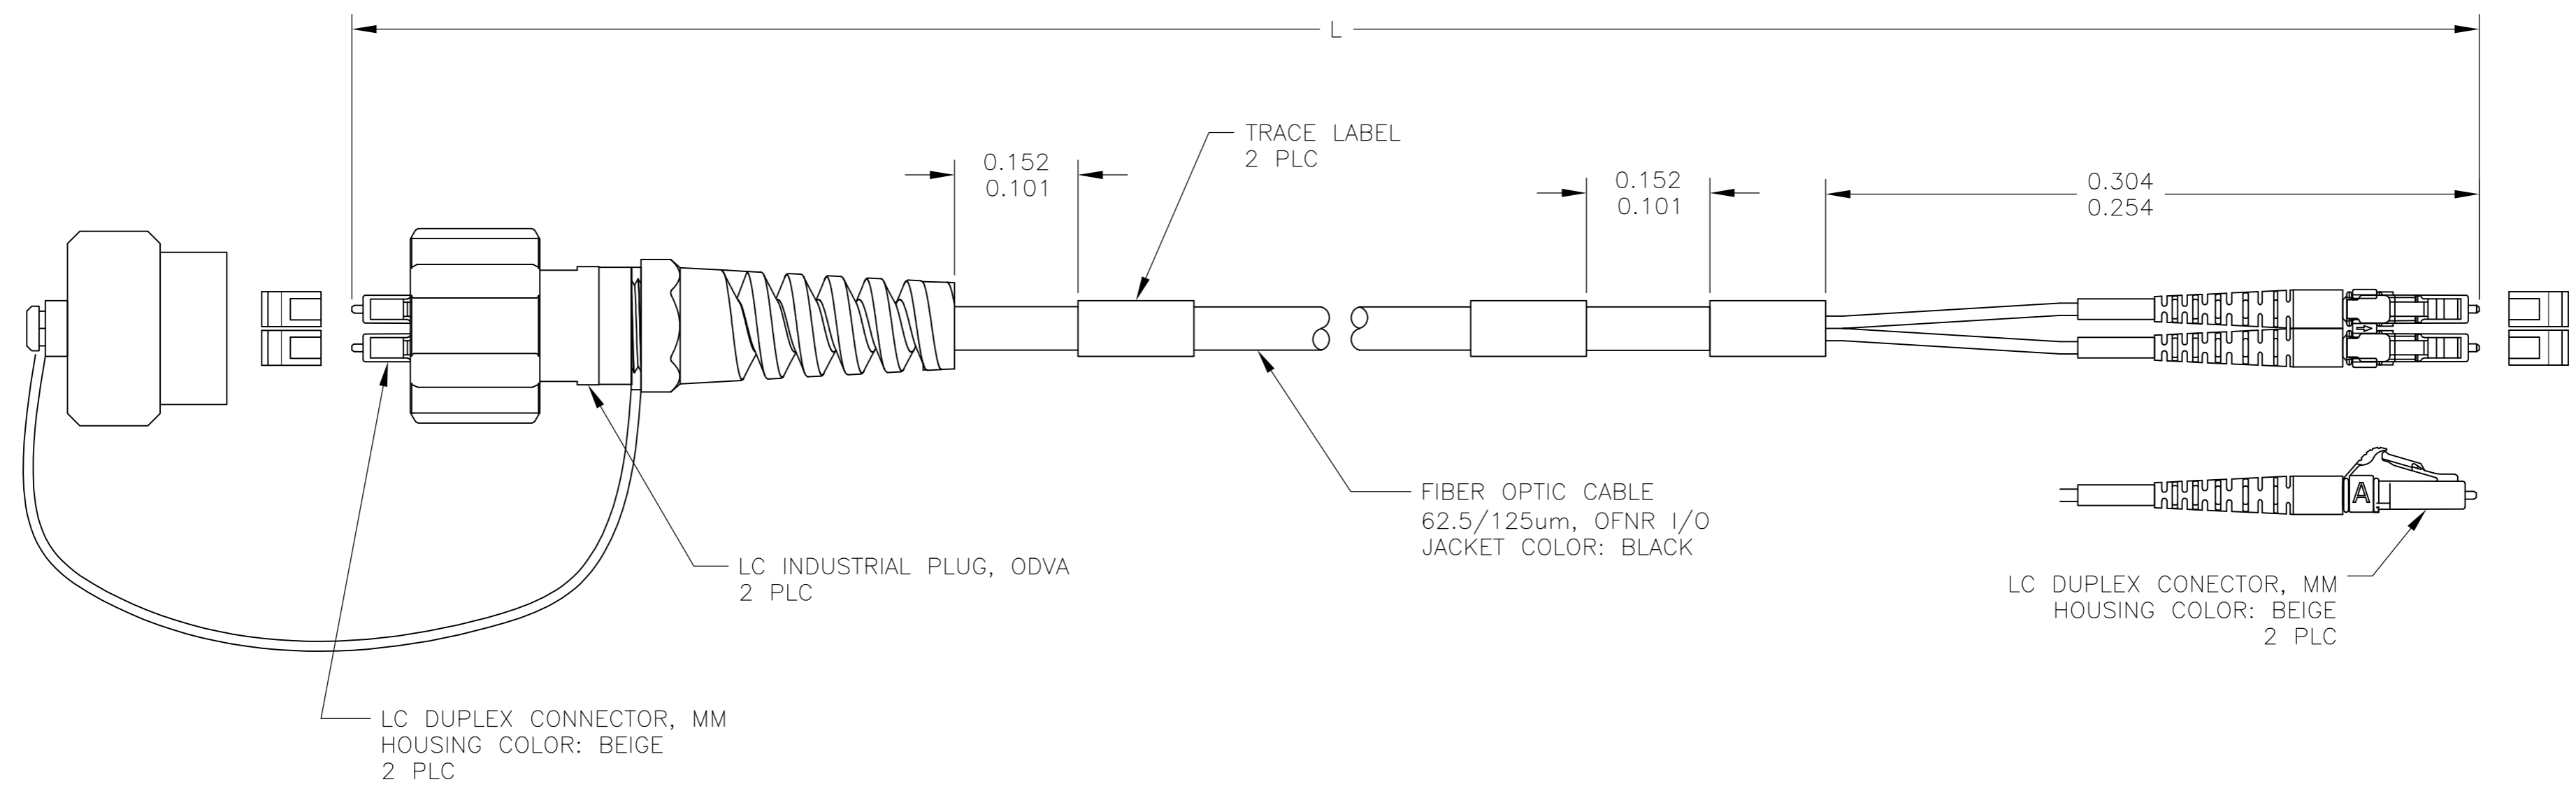 L
TRACE LABEL
2 PLC
0.152
0.101
0.152
0.101
0.304
0.254
FIBER OPTIC CABLE
62.5/125um, OFNR I/O
JACKET COLOR: BLACK
A
LC INDUSTRIAL PLUG, ODVA
2 PLC
LC DUPLEX CONECTOR, MM
HOUSING COLOR: BEIGE
2 PLC
LC DUPLEX CONNECTOR, MM
HOUSING COLOR: BEIGE
2 PLC